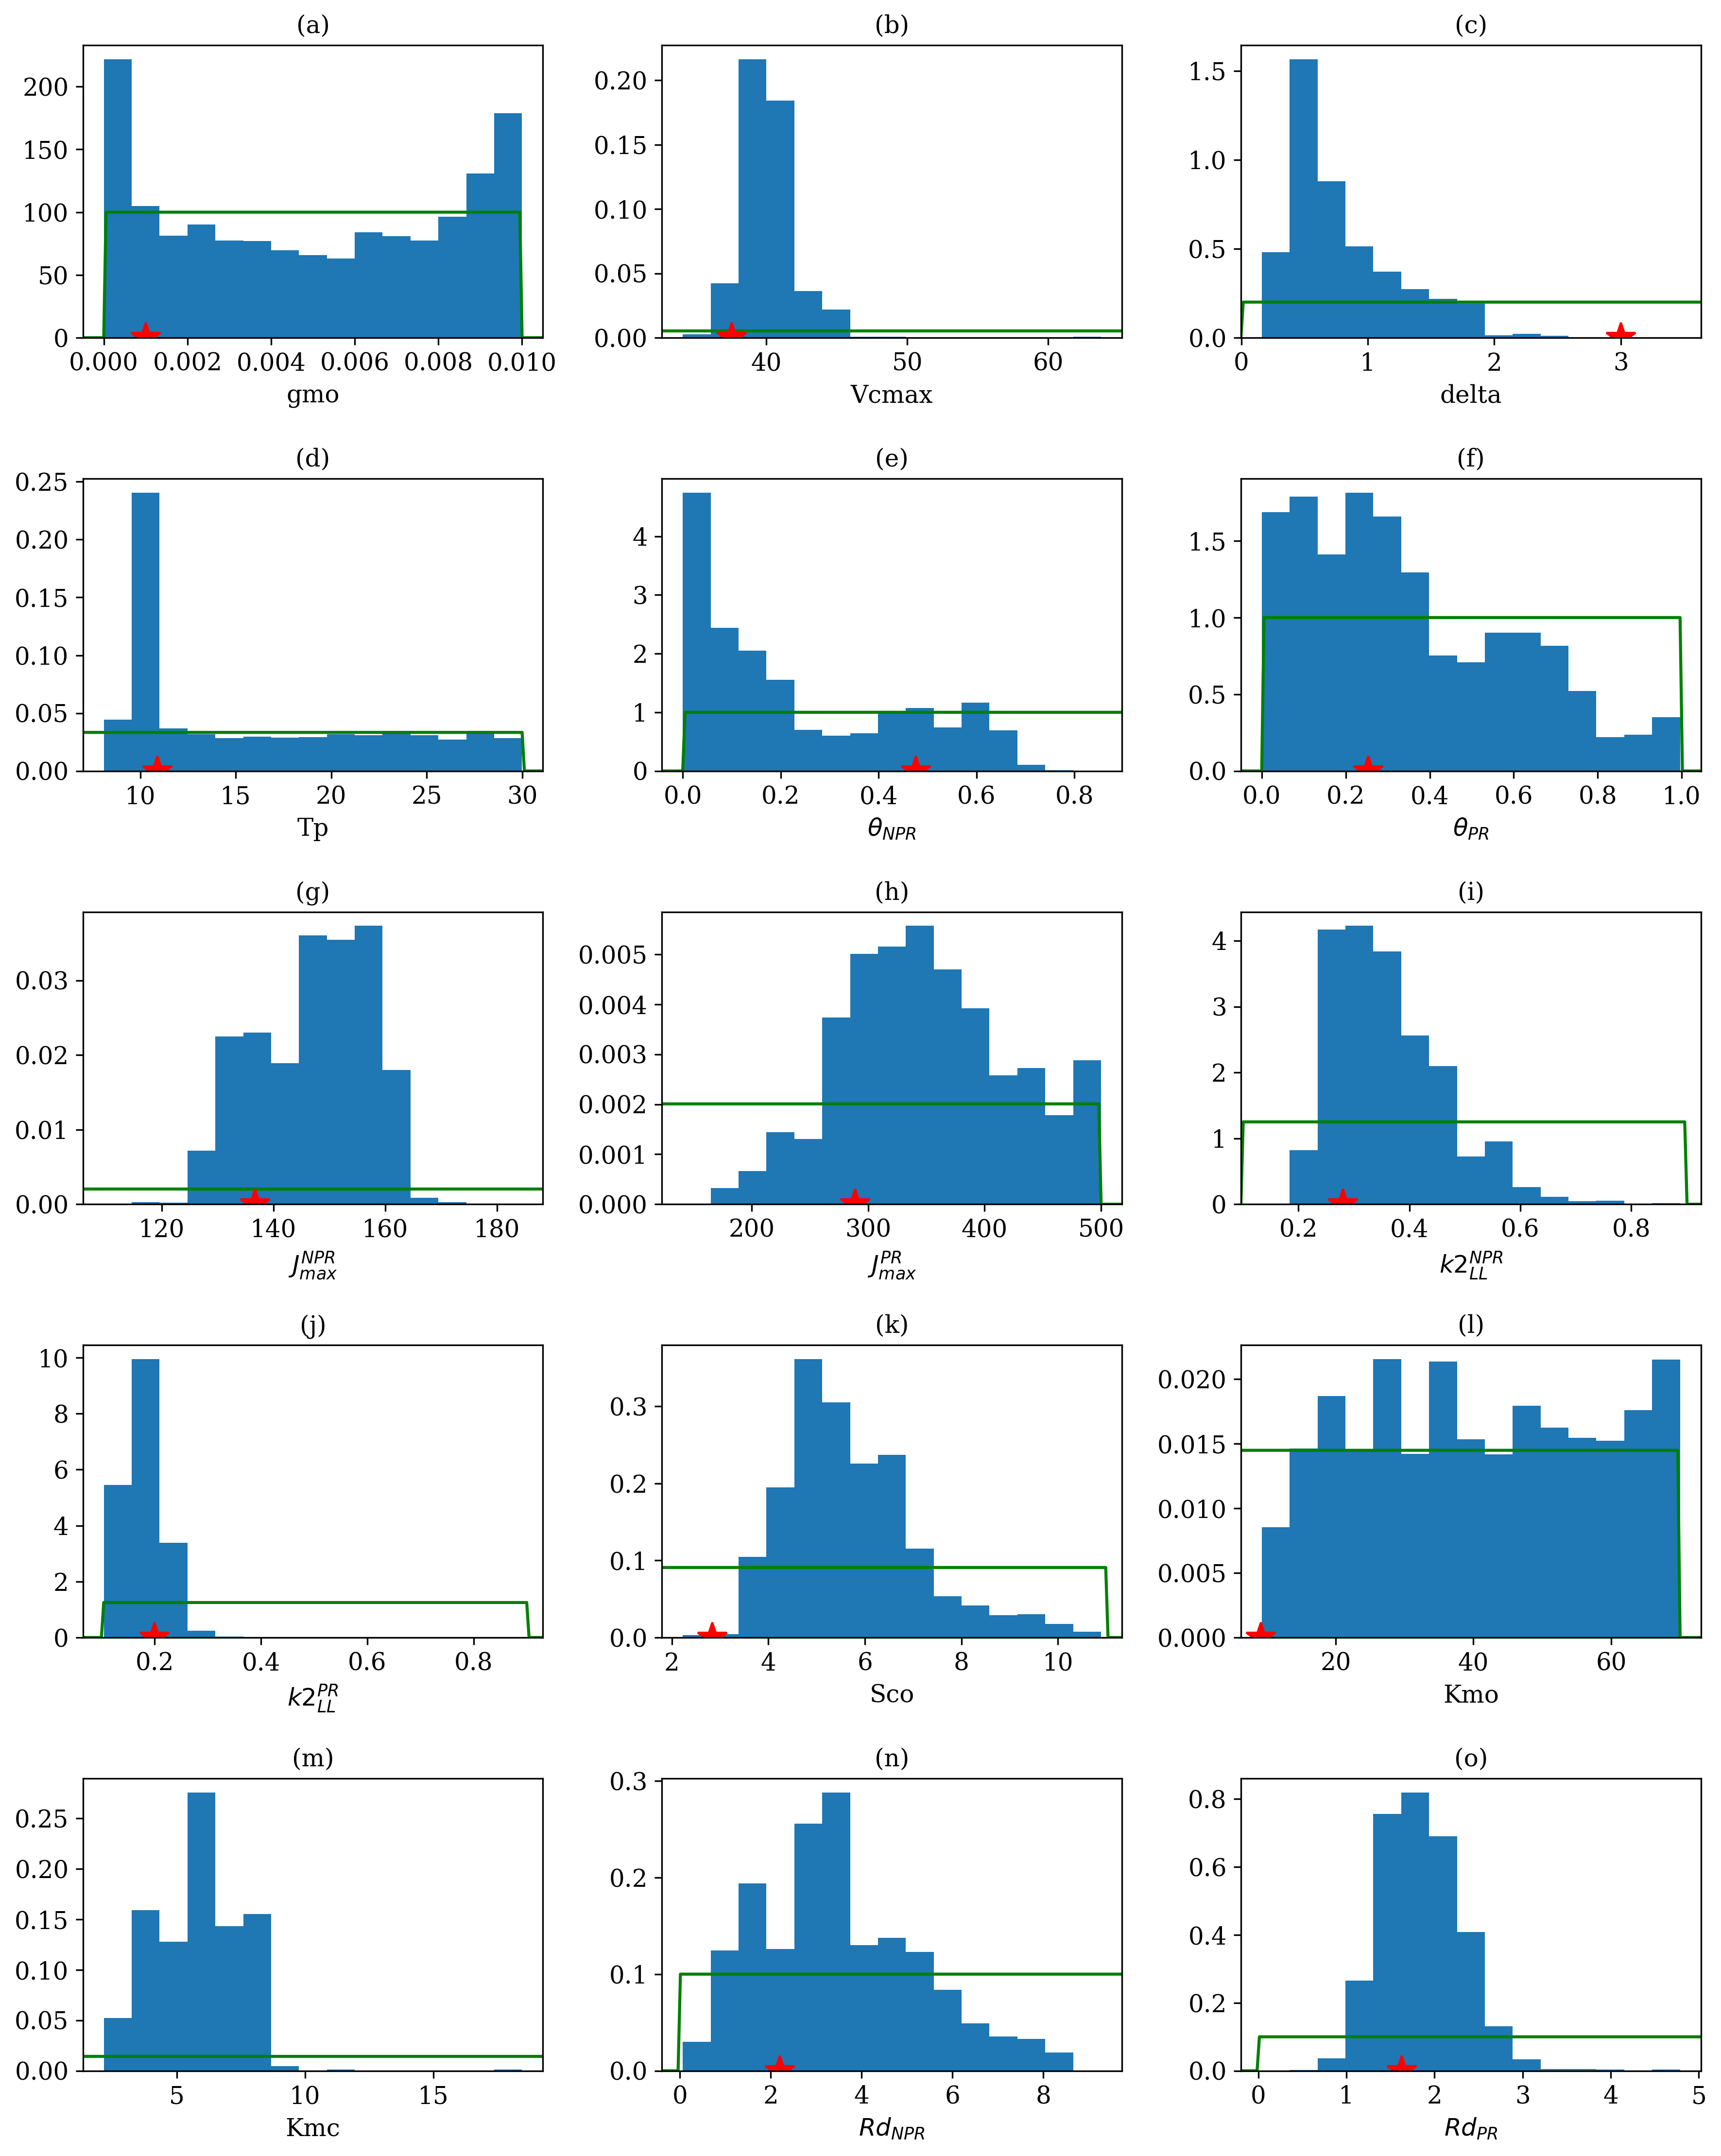 (a) (b) (c)
200
150
100
50
0
0.000 0.002 0.004 0.006 0.008 0.010
gmo
0.20
0.15
0.10
0.05
0.00
40 50 60
Vcmax
1.5
1.0
0.5
0.0
0 1 2 3
delta
(d) (e) (f)
0.25
0.20
0.15
0.10
0.05
0.00
10 15 20 25 30
Tp
4
3
2
1
0
0.0 0.2 0.4 0.6 0.8
θNPR
1.5
1.0
0.5
0.0
0.0 0.2 0.4 0.6 0.8 1.0
θPR
(g) (h) (i)
0.03
0.02
0.01
0.00
120 140 160 180
J^NPR_max
0.005
0.004
0.003
0.002
0.001
0.000
200 300 400 500
J^PR_max
4
3
2
1
0
0.2 0.4 0.6 0.8
k2^NPR_LL
(j) (k) (l)
10
8
6
4
2
0
0.2 0.4 0.6 0.8
k2^PR_LL
0.3
0.2
0.1
0.0
2 4 6 8 10
Sco
0.020
0.015
0.010
0.005
0.000
20 40 60
Kmo
(m) (n) (o)
0.25
0.20
0.15
0.10
0.05
0.00
5 10 15
Kmc
0.3
0.2
0.1
0.0
0 2 4 6 8
RdNPR
0.8
0.6
0.4
0.2
0.0
0 1 2 3 4 5
RdPR